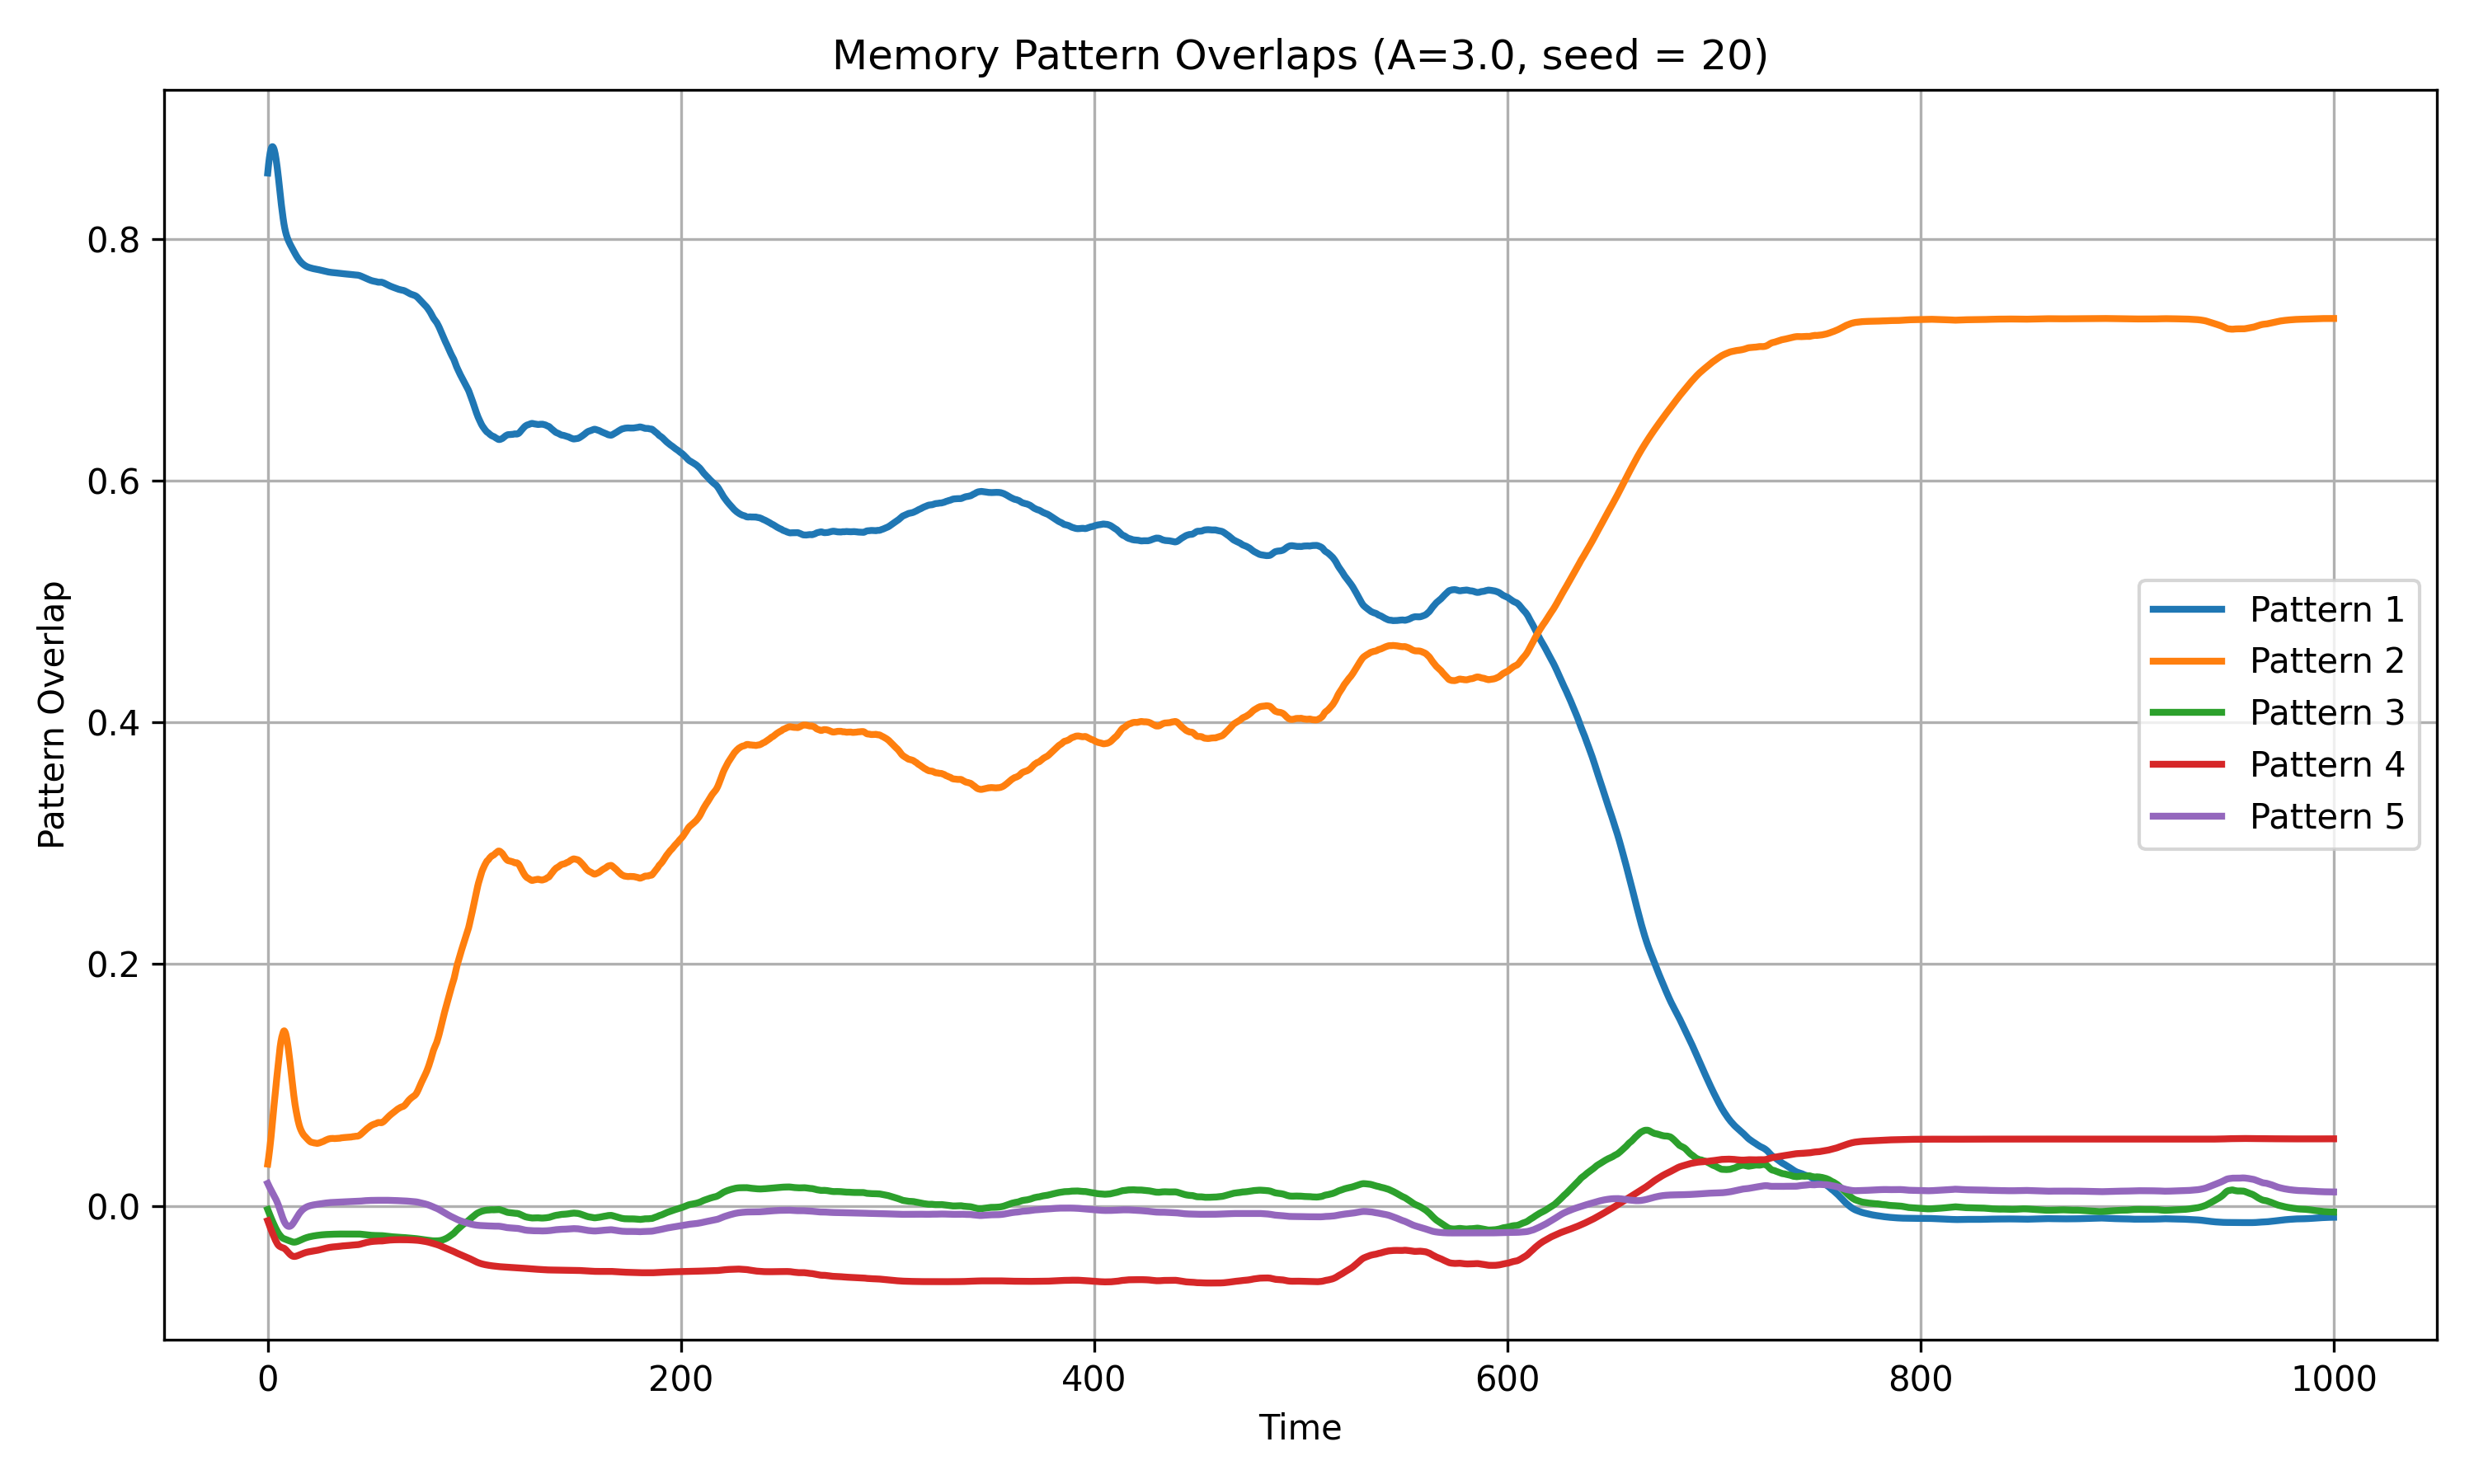 Memory Pattern Overlaps (A=3.0, seed = 20)
Pattern Overlap
0.8
0.6
0.4
0.2
0.0
Pattern 1
Pattern 2
Pattern 3
Pattern 4
Pattern 5
0 200 400 600 800 1000
Time